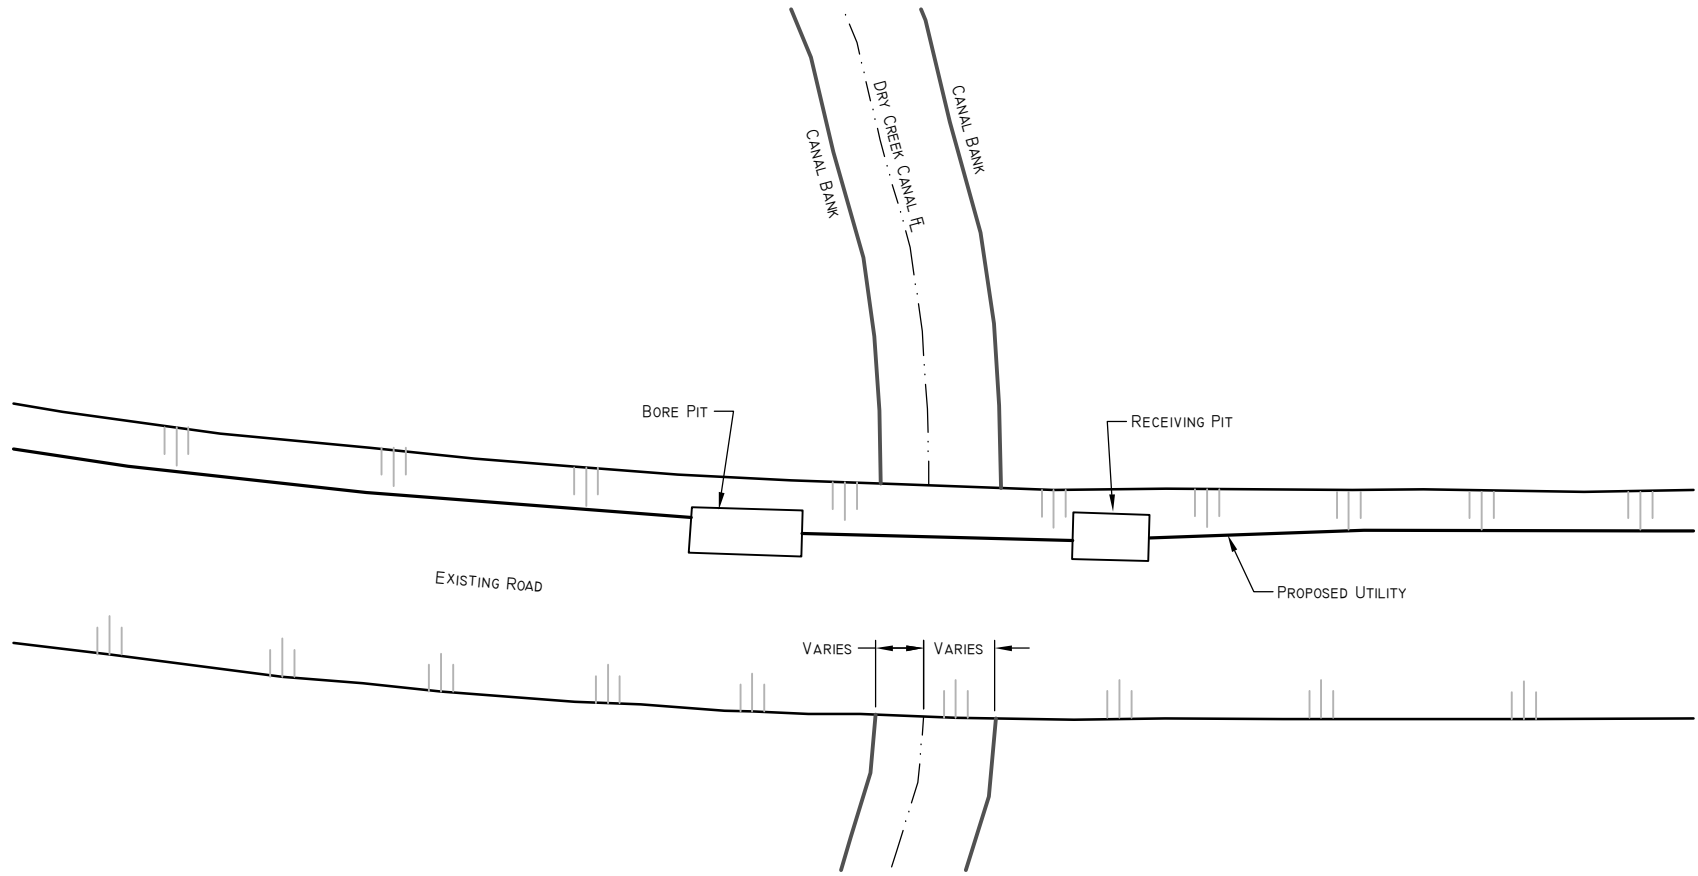 CANAL BANK
DRY CREEK CANAL FL
CANAL BANK
BORE PIT
RECEIVING PIT
EXISTING ROAD
PROPOSED UTILITY
VARIES
VARIES